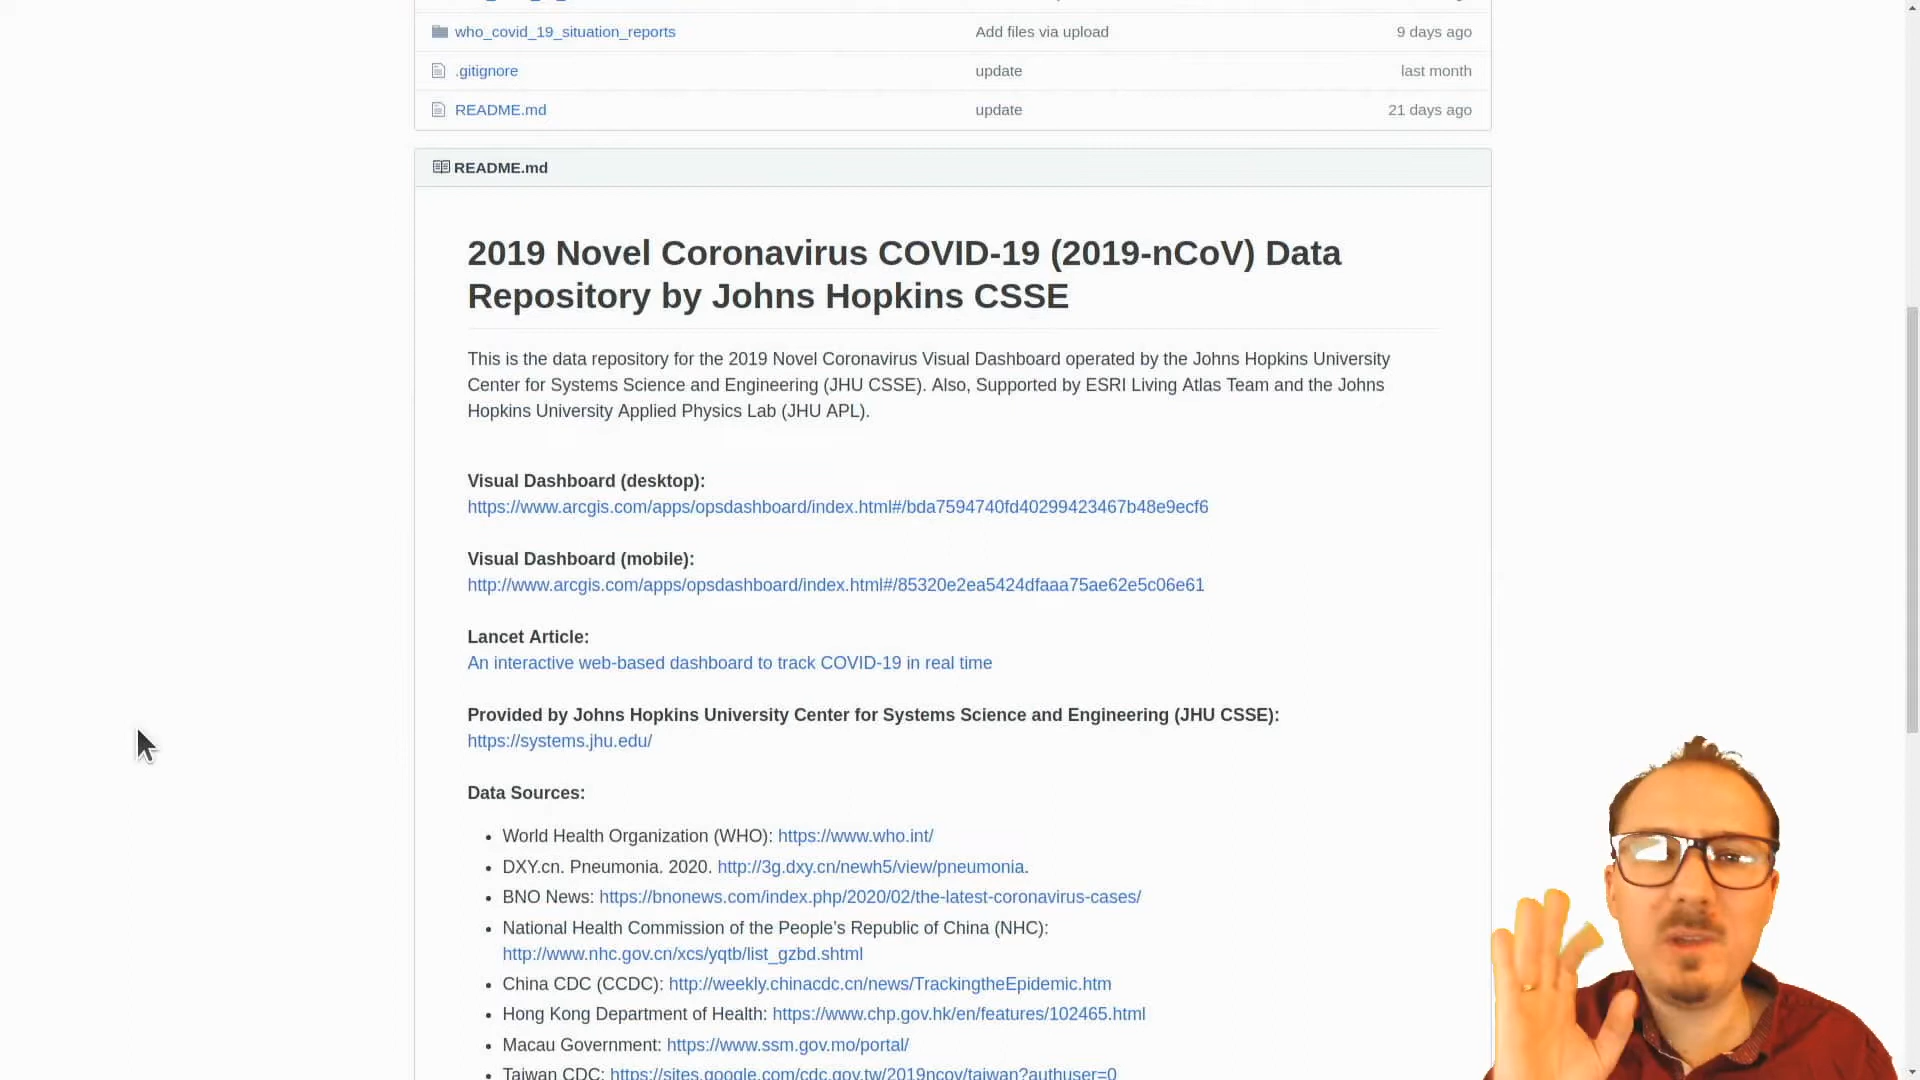 who_covid_19_situation_reports Add files via upload 9 days ago
.gitignore update last month
README.md update 21 days ago
README.md
2019 Novel Coronavirus COVID-19 (2019-nCoV) Data
Repository by Johns Hopkins CSSE
This is the data repository for the 2019 Novel Coronavirus Visual Dashboard operated by the Johns Hopkins University
Center for Systems Science and Engineering (JHU CSSE). Also, Supported by ESRI Living Atlas Team and the Johns
Hopkins University Applied Physics Lab (JHU APL).
Visual Dashboard (desktop):
https://www.arcgis.com/apps/opsdashboard/index.html#/bda7594740fd40299423467b48e9ecf6
Visual Dashboard (mobile):
http://www.arcgis.com/apps/opsdashboard/index.html#/85320e2ea5424dfaaa75ae62e5c06e61
Lancet Article:
An interactive web-based dashboard to track COVID-19 in real time
Provided by Johns Hopkins University Center for Systems Science and Engineering (JHU CSSE):
https://systems.jhu.edu/
Data Sources:
World Health Organization (WHO): https://www.who.int/
DXY.cn. Pneumonia. 2020. http://3g.dxy.cn/newh5/view/pneumonia.
BNO News: https://bnonews.com/index.php/2020/02/the-latest-coronavirus-cases/
National Health Commission of the People's Republic of China (NHC):
http://www.nhc.gov.cn/xcs/yqtb/list_gzbd.shtml
China CDC (CCDC): http://weekly.chinacdc.cn/news/TrackingtheEpidemic.htm
Hong Kong Department of Health: https://www.chp.gov.hk/en/features/102465.html
Macau Government: https://www.ssm.gov.mo/portal/
Taiwan CDC: https://sites.google.com/cdc.gov.tw/2019ncov/taiwan?authuser=0